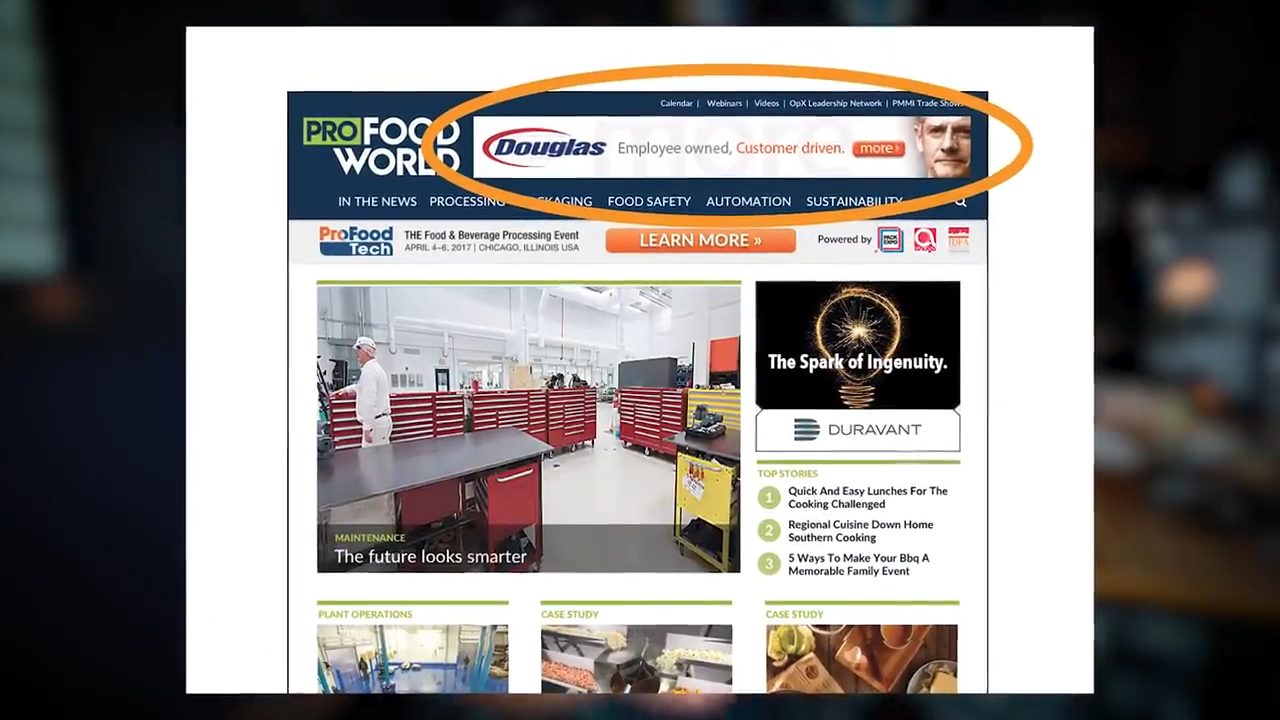 Calendar | Webinars | Videos | OpX Leadership Network | PMMI Trade Shows
PRO FOOD
WORLD
Douglas Employee owned, Customer driven. more
IN THE NEWS PROCESSING PACKAGING FOOD SAFETY AUTOMATION SUSTAINABILITY
ProFood
Tech
THE Food & Beverage Processing Event
APRIL 4–6, 2017 | CHICAGO, ILLINOIS USA
LEARN MORE »
Powered by
PACK EXPO
The Spark of Ingenuity.
DURAVANT
MAINTENANCE
The future looks smarter
TOP STORIES
1 Quick And Easy Lunches For The
Cooking Challenged
2 Regional Cuisine Down Home
Southern Cooking
3 5 Ways To Make Your Bbq A
Memorable Family Event
PLANT OPERATIONS
CASE STUDY
CASE STUDY